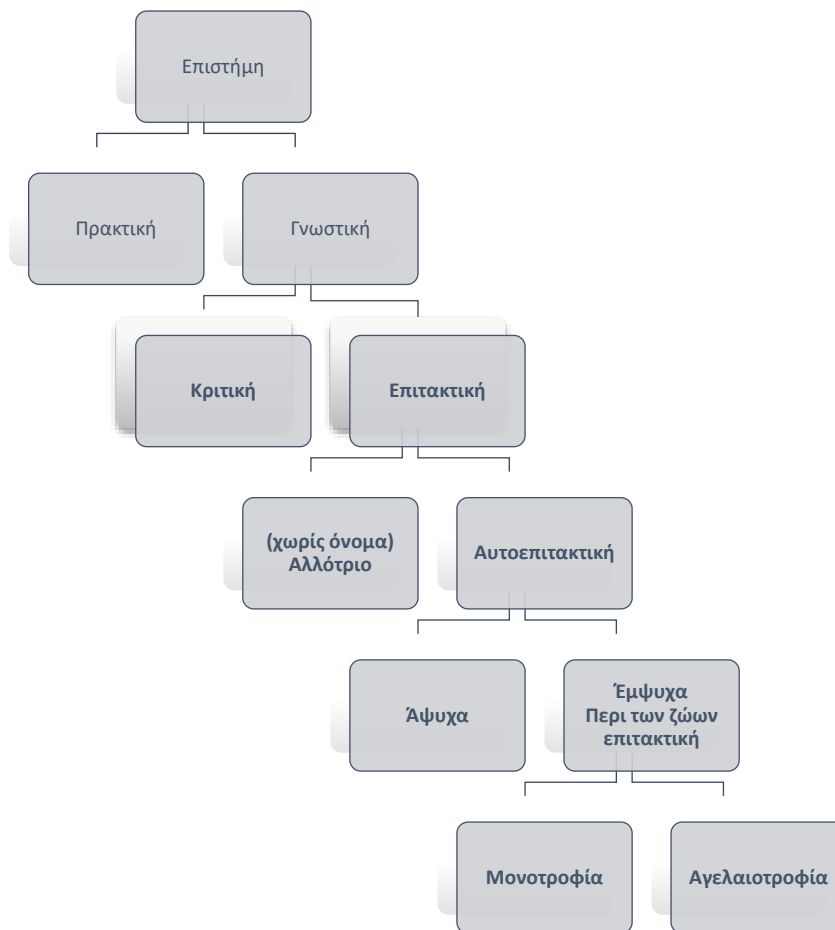 Επιστήμη
Πρακτική
Γνωστική
Κριτική
Επιτακτική
(χωρίς όνομα)
Αλλότριο
Αυτοεπιτακτική
Άψυχα
Έμψυχα
Περι των ζώων
επιτακτική
Μονοτροφία
Αγελαιοτροφία